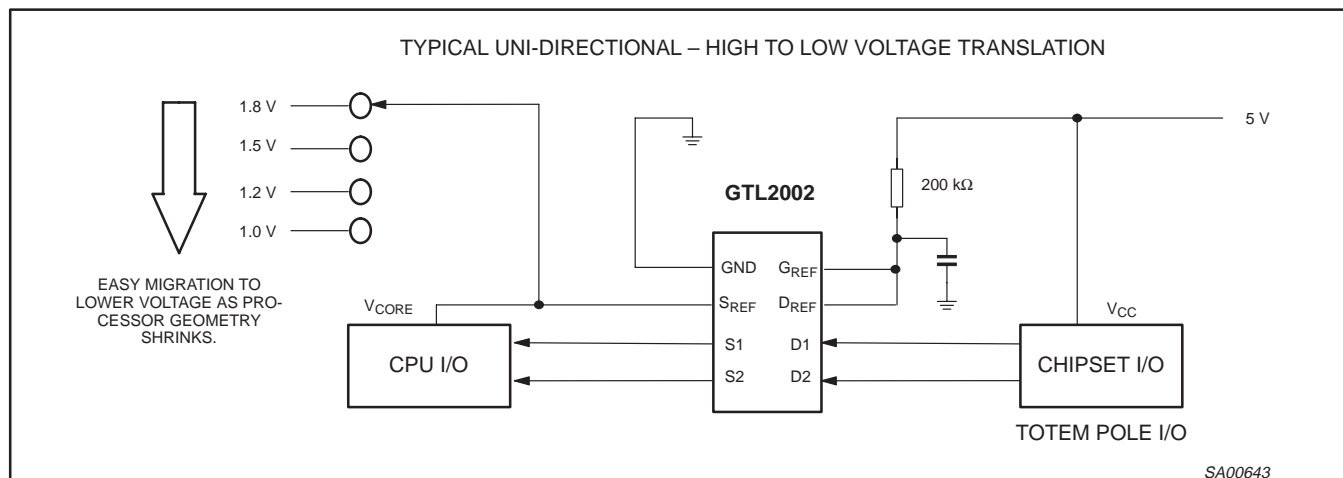 TYPICAL UNI-DIRECTIONAL – HIGH TO LOW VOLTAGE TRANSLATION
1.8 V
1.5 V
1.2 V
1.0 V
EASY MIGRATION TO
LOWER VOLTAGE AS PRO-
CESSOR GEOMETRY
SHRINKS.
5 V
200 kΩ
GTL2002
GND
GREF
SREF
DREF
S1
D1
S2
D2
VCORE
CPU I/O
VCC
CHIPSET I/O
TOTEM POLE I/O
SA00643